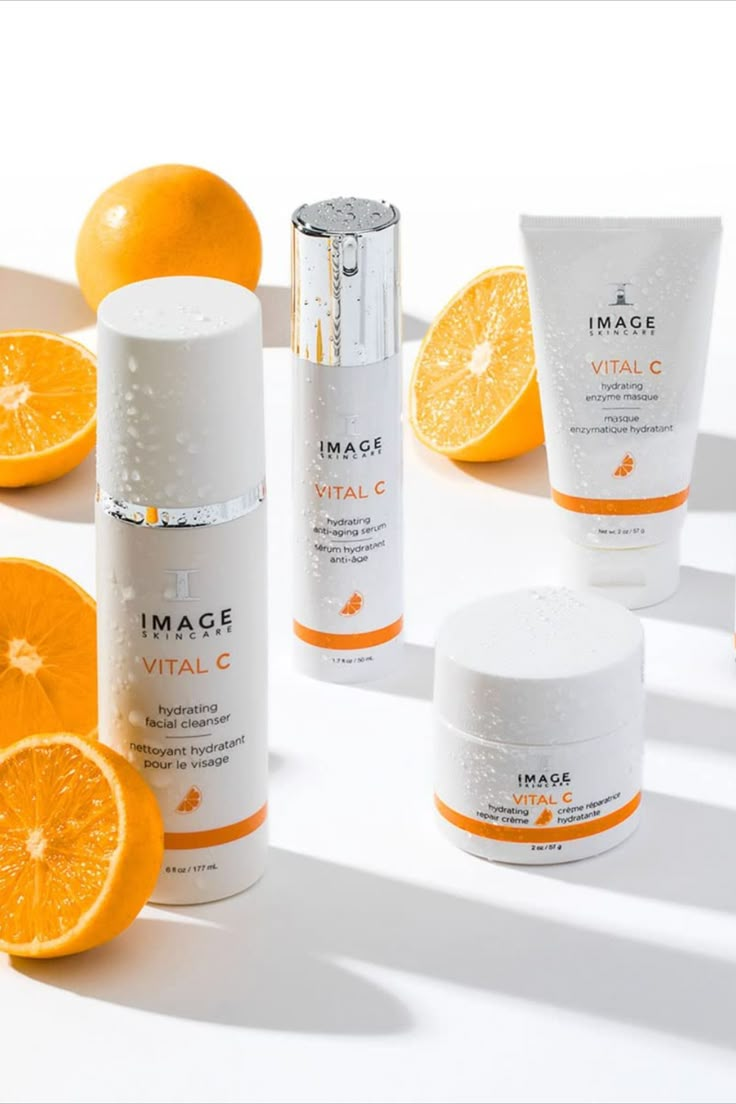 IMAGE
SKINCARE
VITAL C
hydrating
facial cleanser
nettoyant hydratant
pour le visage
6 fl oz / 177 mL
IMAGE
SKINCARE
VITAL C
hydrating
anti-aging serum
sérum hydratant
anti-âge
1.7 fl oz / 50 mL
IMAGE
SKINCARE
VITAL C
hydrating
enzyme masque
masque
enzymatique hydratant
Net wt. 2 oz / 57 g
IMAGE
SKINCARE
VITAL C
hydrating crème réparatrice
repair crème hydratante
2 oz / 57 g